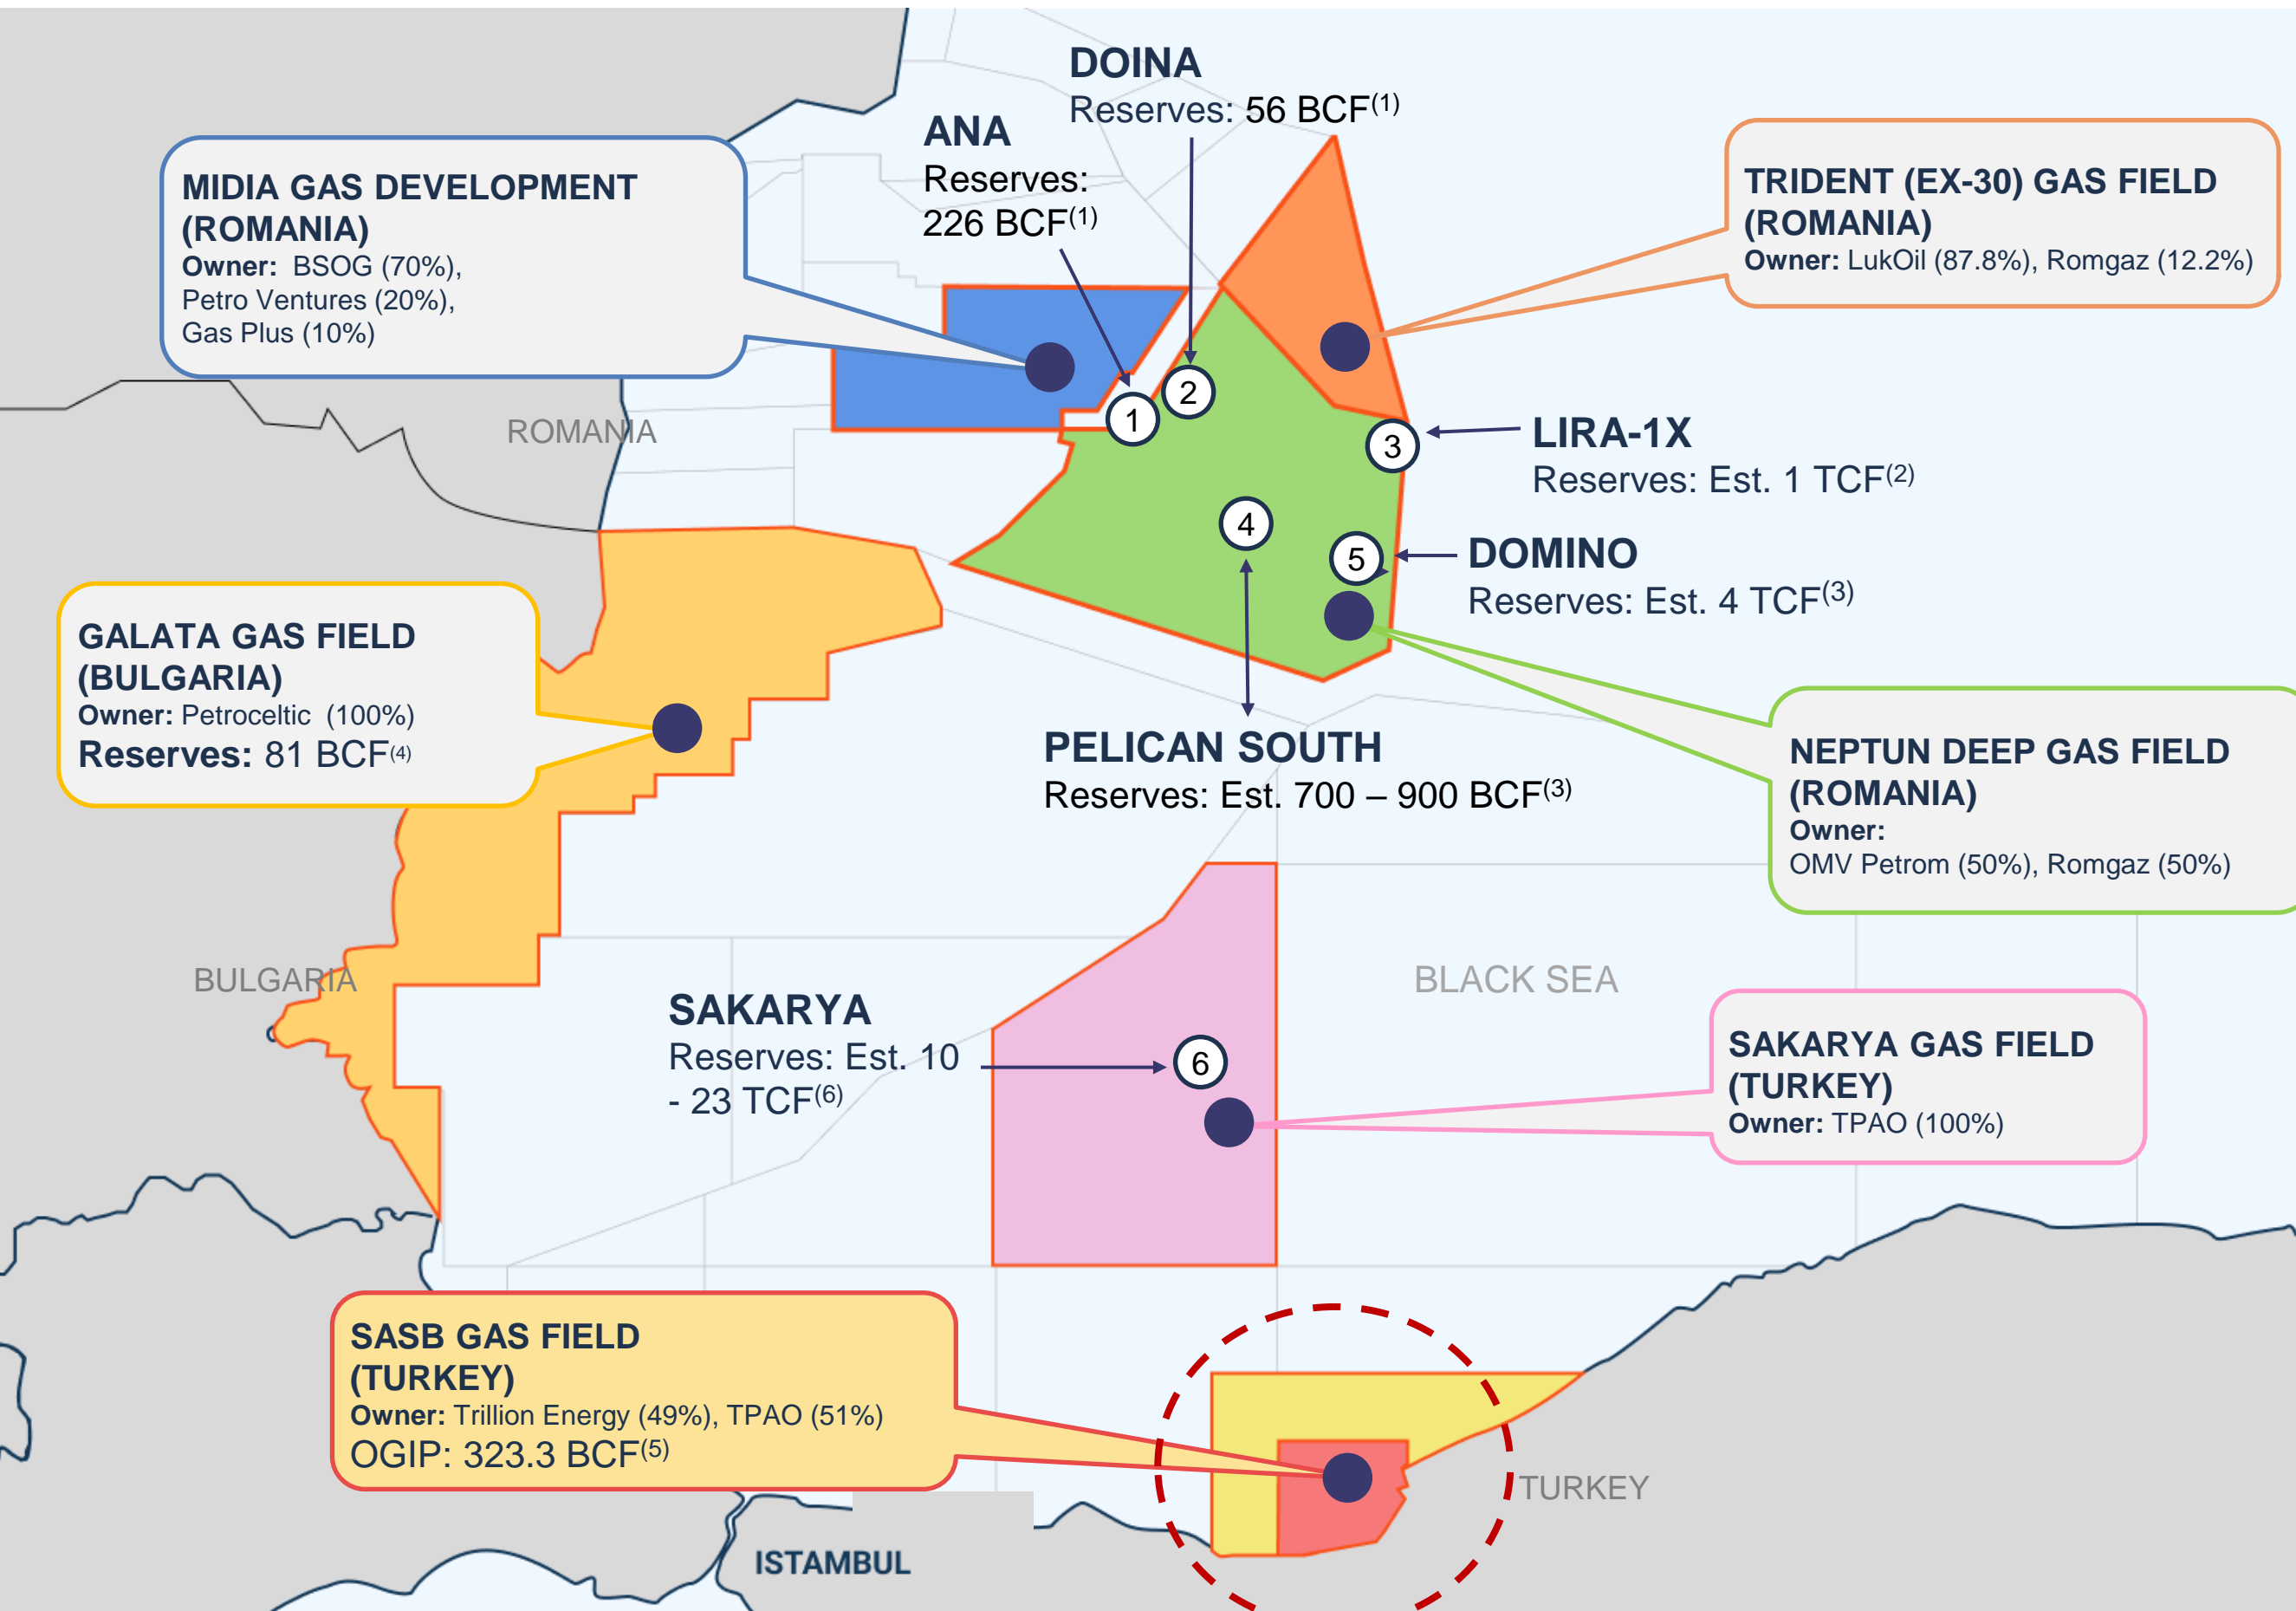 DOINA
Reserves: 56 BCF(1)
ANA
Reserves:
226 BCF(1)
MIDIA GAS DEVELOPMENT
(ROMANIA)
Owner: BSOG (70%),
Petro Ventures (20%),
Gas Plus (10%)
TRIDENT (EX-30) GAS FIELD
(ROMANIA)
Owner: LukOil (87.8%), Romgaz (12.2%)
ROMANIA
1
2
3
4
5
LIRA-1X
Reserves: Est. 1 TCF(2)
DOMINO
Reserves: Est. 4 TCF(3)
GALATA GAS FIELD
(BULGARIA)
Owner: Petroceltic (100%)
Reserves: 81 BCF(4)
PELICAN SOUTH
Reserves: Est. 700 – 900 BCF(3)
NEPTUN DEEP GAS FIELD
(ROMANIA)
Owner:
OMV Petrom (50%), Romgaz (50%)
BULGARIA
BLACK SEA
SAKARYA
Reserves: Est. 10
- 23 TCF(6)
6
SAKARYA GAS FIELD
(TURKEY)
Owner: TPAO (100%)
SASB GAS FIELD
(TURKEY)
Owner: Trillion Energy (49%), TPAO (51%)
OGIP: 323.3 BCF(5)
TURKEY
ISTAMBUL